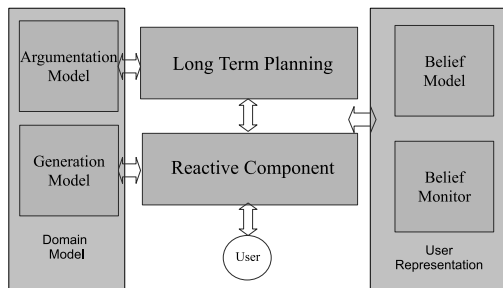 Argumentation
Model
Long Term Planning
Belief
Model
Generation
Model
Reactive Component
Belief
Monitor
Domain
Model
User
User
Representation